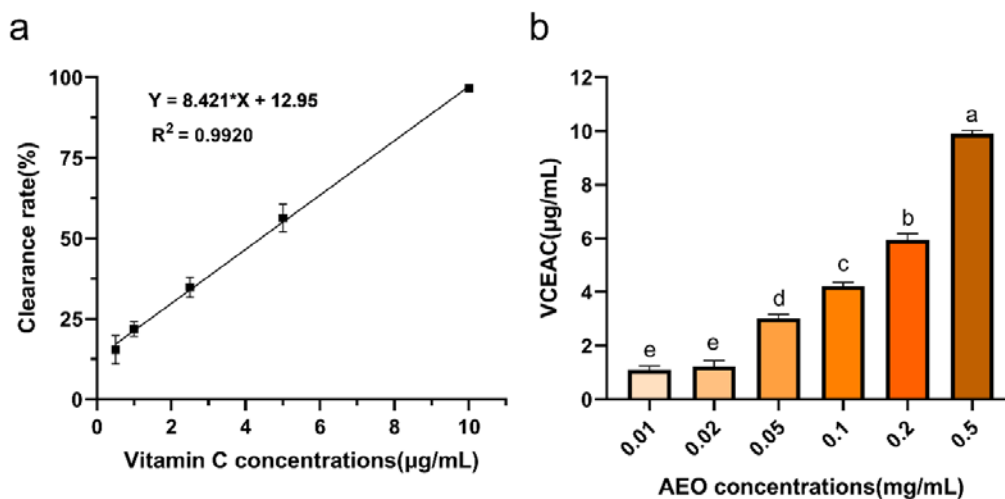 a
Y = 8.421*X + 12.95
R² = 0.9920
Clearance rate(%)
100
75
50
25
0
0 2 4 6 8 10
Vitamin C concentrations(μg/mL)
b
VCEAC(μg/mL)
12
10
8
6
4
2
0
e e d c b a
0.01 0.02 0.05 0.1 0.2 0.5
AEO concentrations(mg/mL)